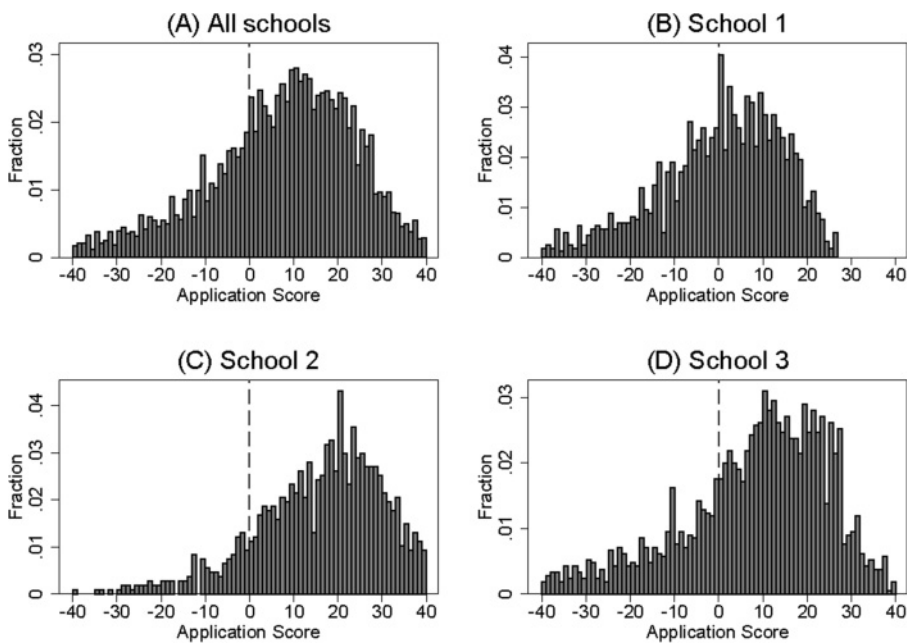 (A) All schools
Fraction
.03
.02
.01
0
-40 -30 -20 -10 0 10 20 30 40
Application Score
(B) School 1
Fraction
.04
.03
.02
.01
0
-40 -30 -20 -10 0 10 20 30 40
Application Score
(C) School 2
Fraction
.04
.03
.02
.01
0
-40 -30 -20 -10 0 10 20 30 40
Application Score
(D) School 3
Fraction
.03
.02
.01
0
-40 -30 -20 -10 0 10 20 30 40
Application Score